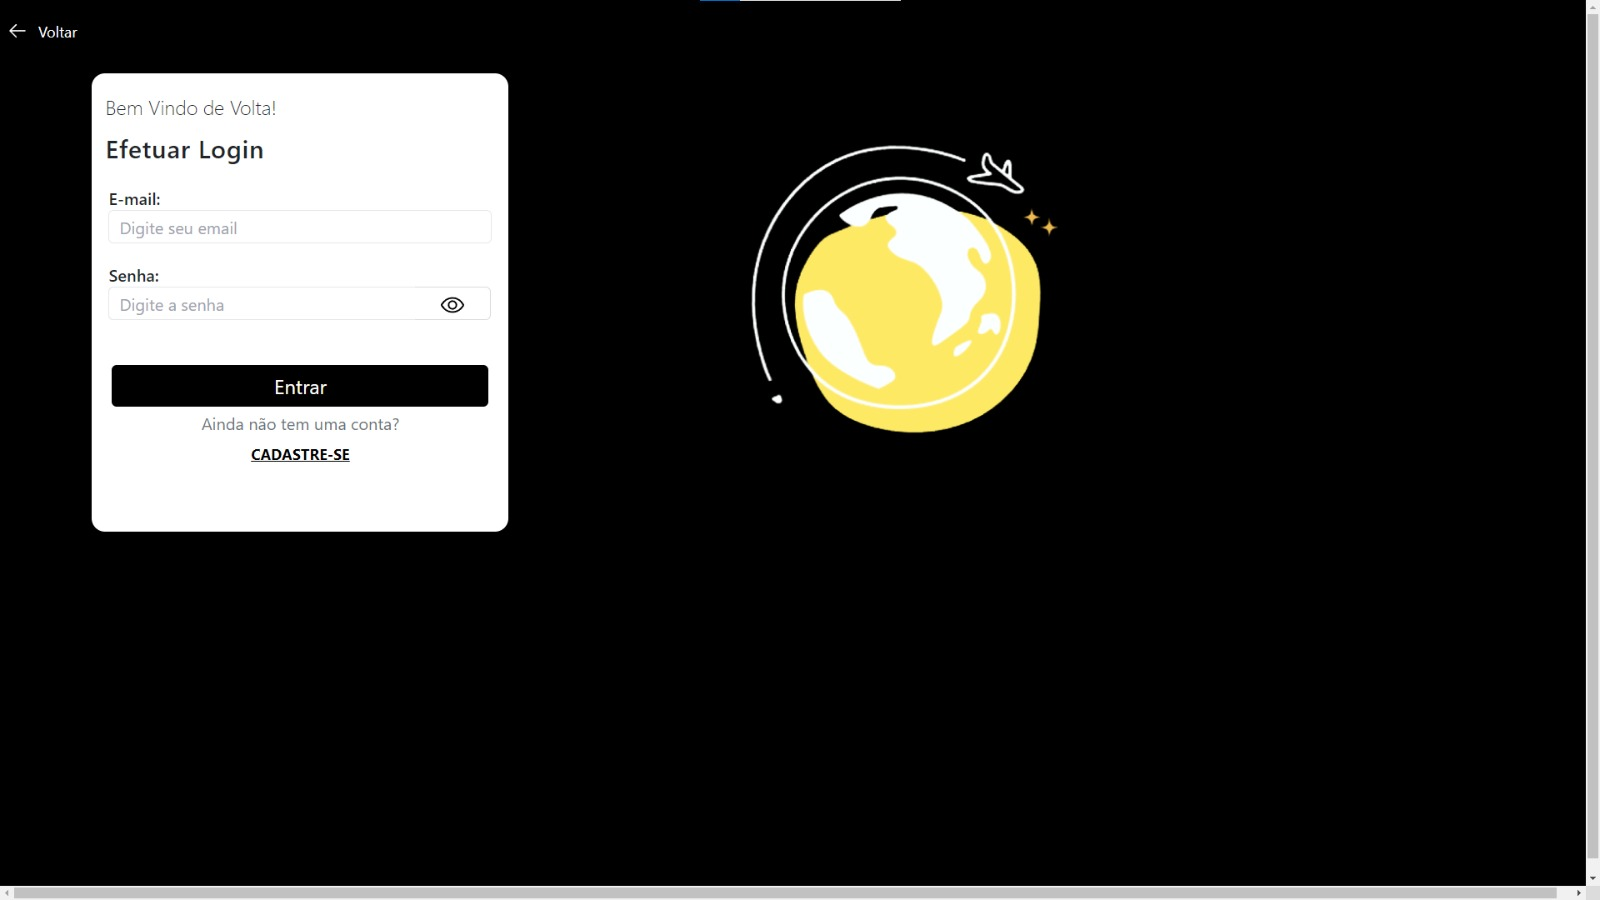 Voltar
Bem Vindo de Volta!
Efetuar Login
E-mail:
Digite seu email
Senha:
Digite a senha
Entrar
Ainda não tem uma conta?
CADASTRE-SE